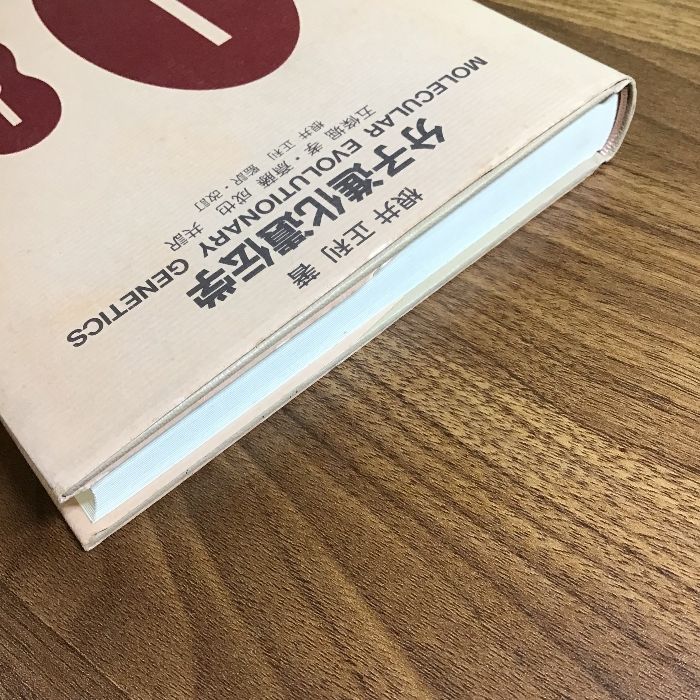 根井 正利 著
分子進化遺伝学
MOLECULAR EVOLUTIONARY GENETICS
五條堀 孝・斎藤 成也 共訳
根井 正利 監訳・改訂